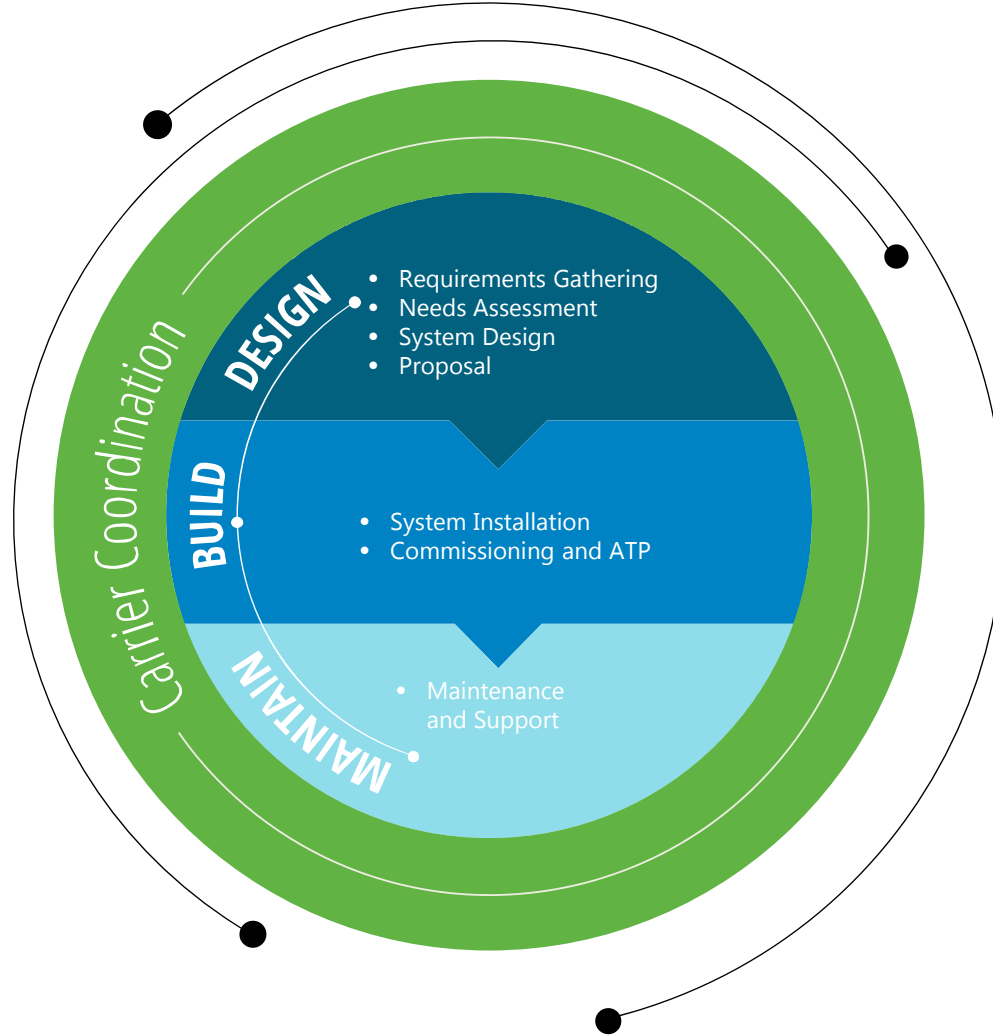 Carrier Coordination
DESIGN
• Requirements Gathering
• Needs Assessment
• System Design
• Proposal
BUILD
• System Installation
• Commissioning and ATP
MAINTAIN
• Maintenance
and Support